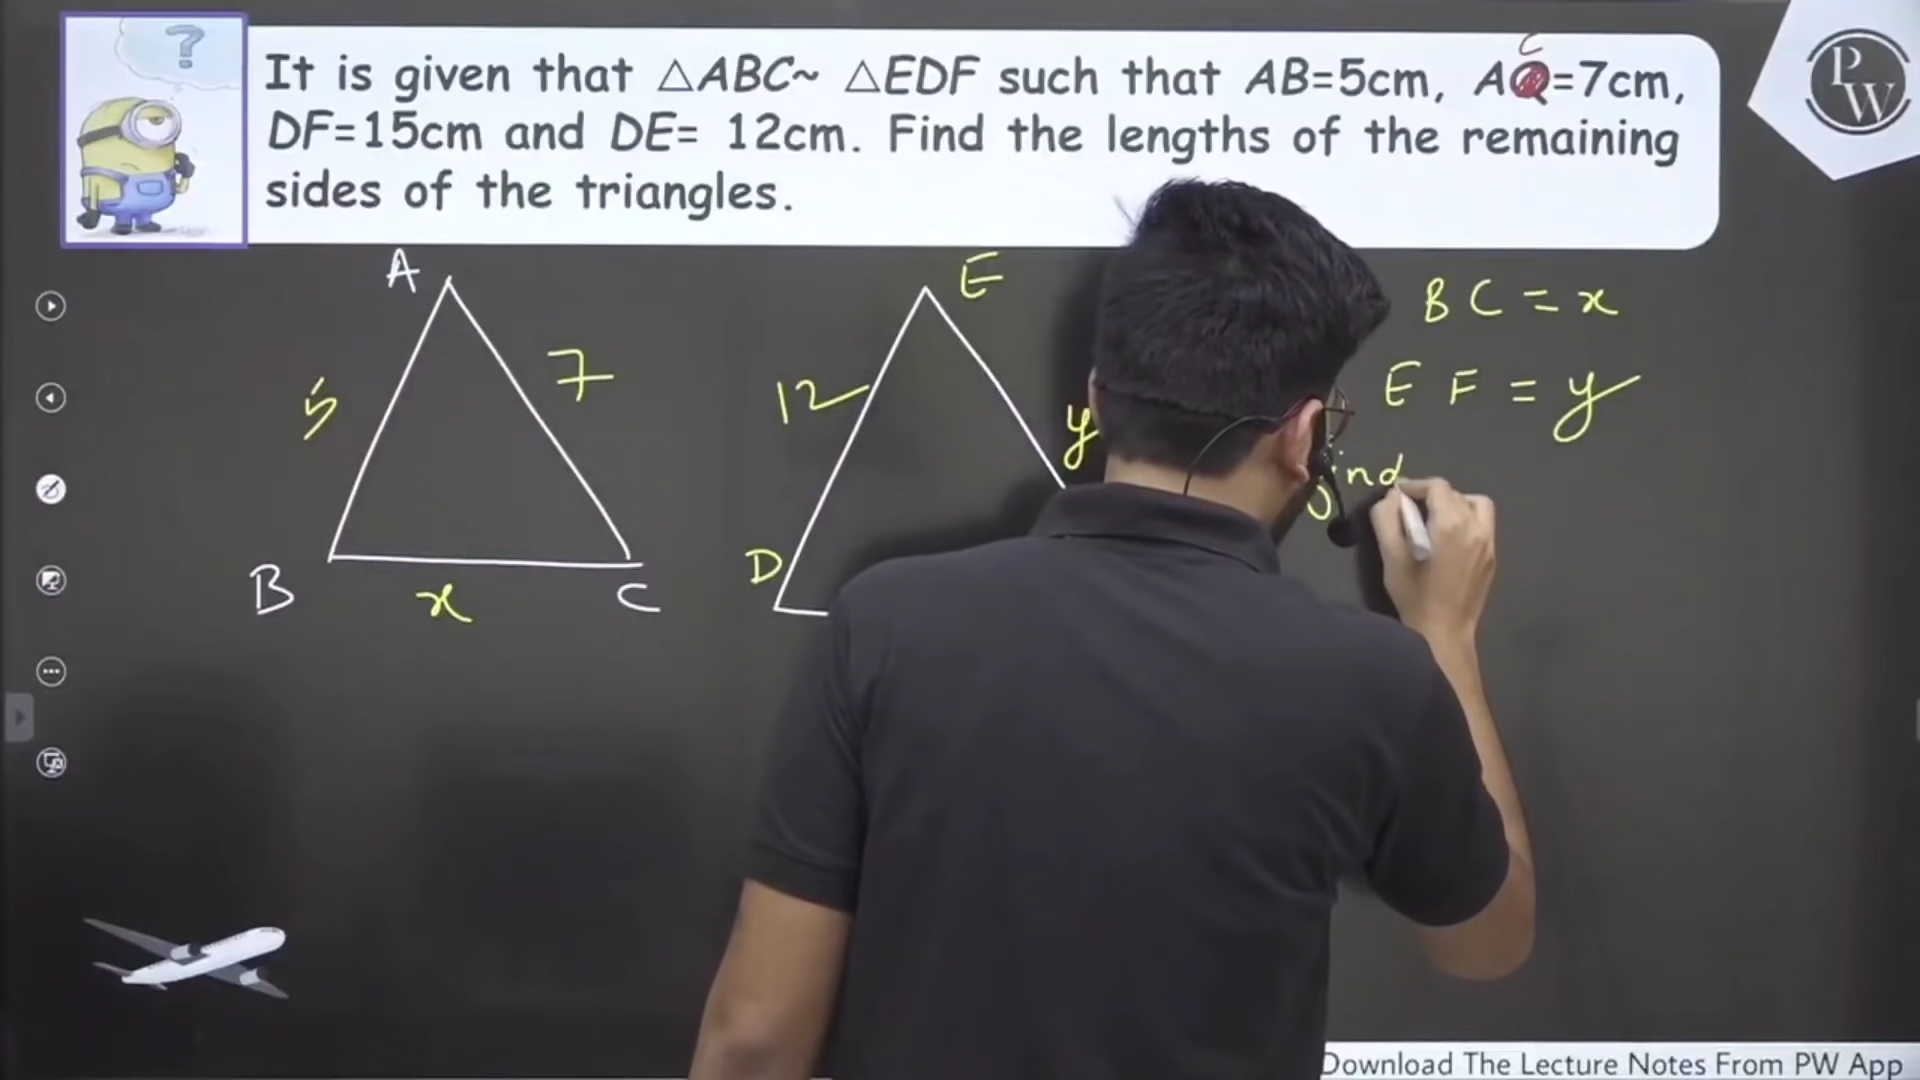 ?
It is given that △ABC~ △EDF such that AB=5cm, AC=7cm,
DF=15cm and DE= 12cm. Find the lengths of the remaining
sides of the triangles.
PW
A
E
BC = x
5
7
12
y
EF = y
find
B
x
C
D
Download The Lecture Notes From PW App